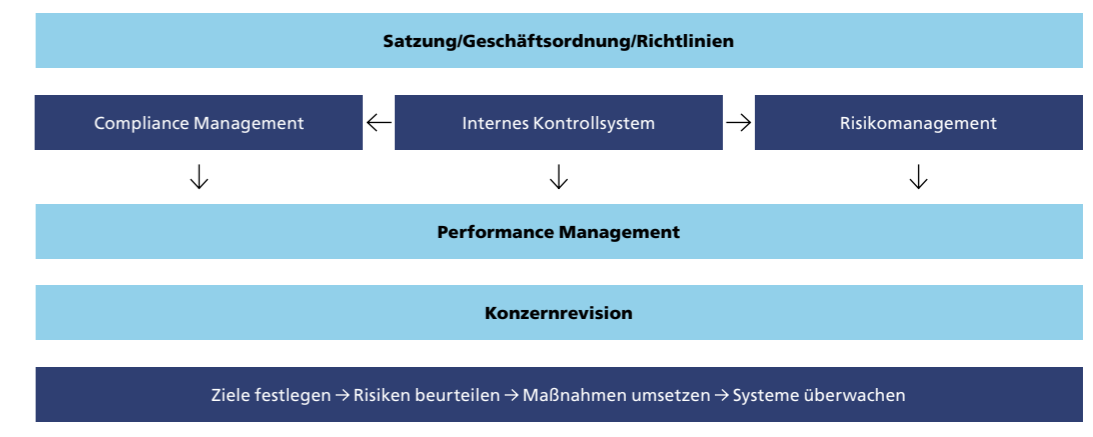 Satzung/Geschäftsordnung/Richtlinien
Compliance Management ← Internes Kontrollsystem → Risikomanagement
↓ ↓ ↓
Performance Management
Konzernrevision
Ziele festlegen → Risiken beurteilen → Maßnahmen umsetzen → Systeme überwachen